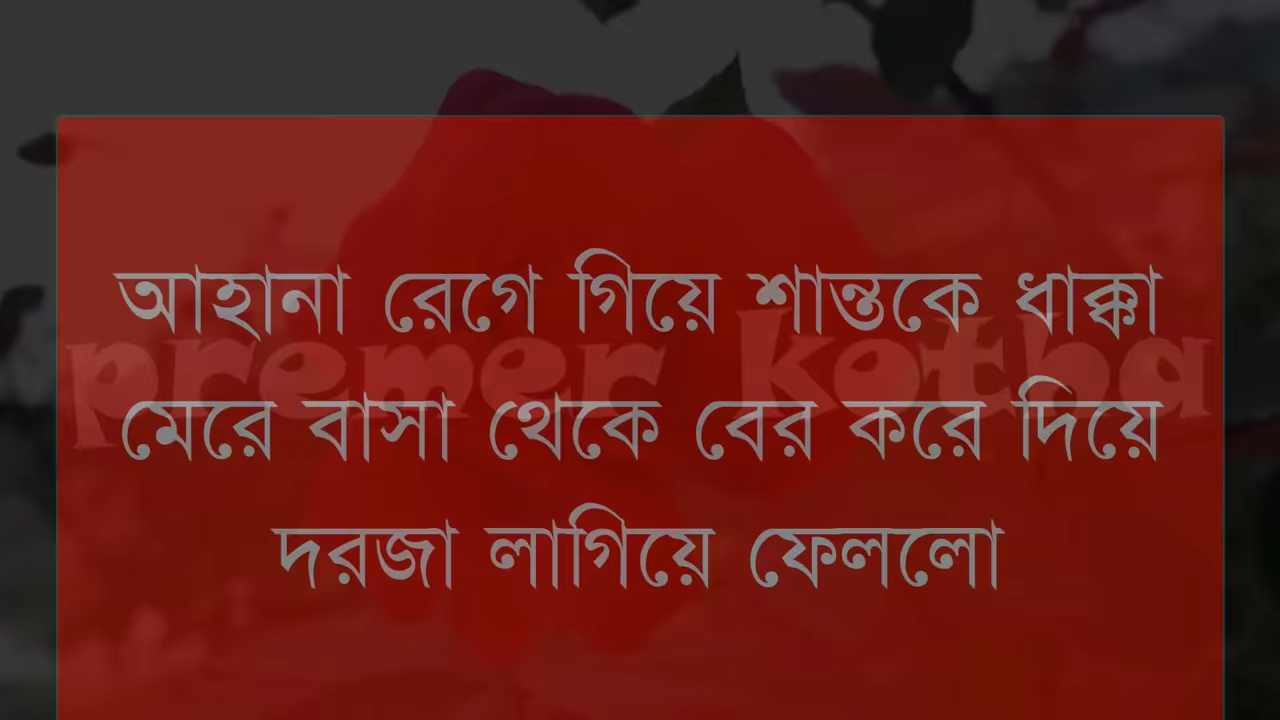 আহানা রেগে গিয়ে শান্তকে ধাক্কা
premer kotha
মেরে বাসা থেকে বের করে দিয়ে
দরজা লাগিয়ে ফেললো